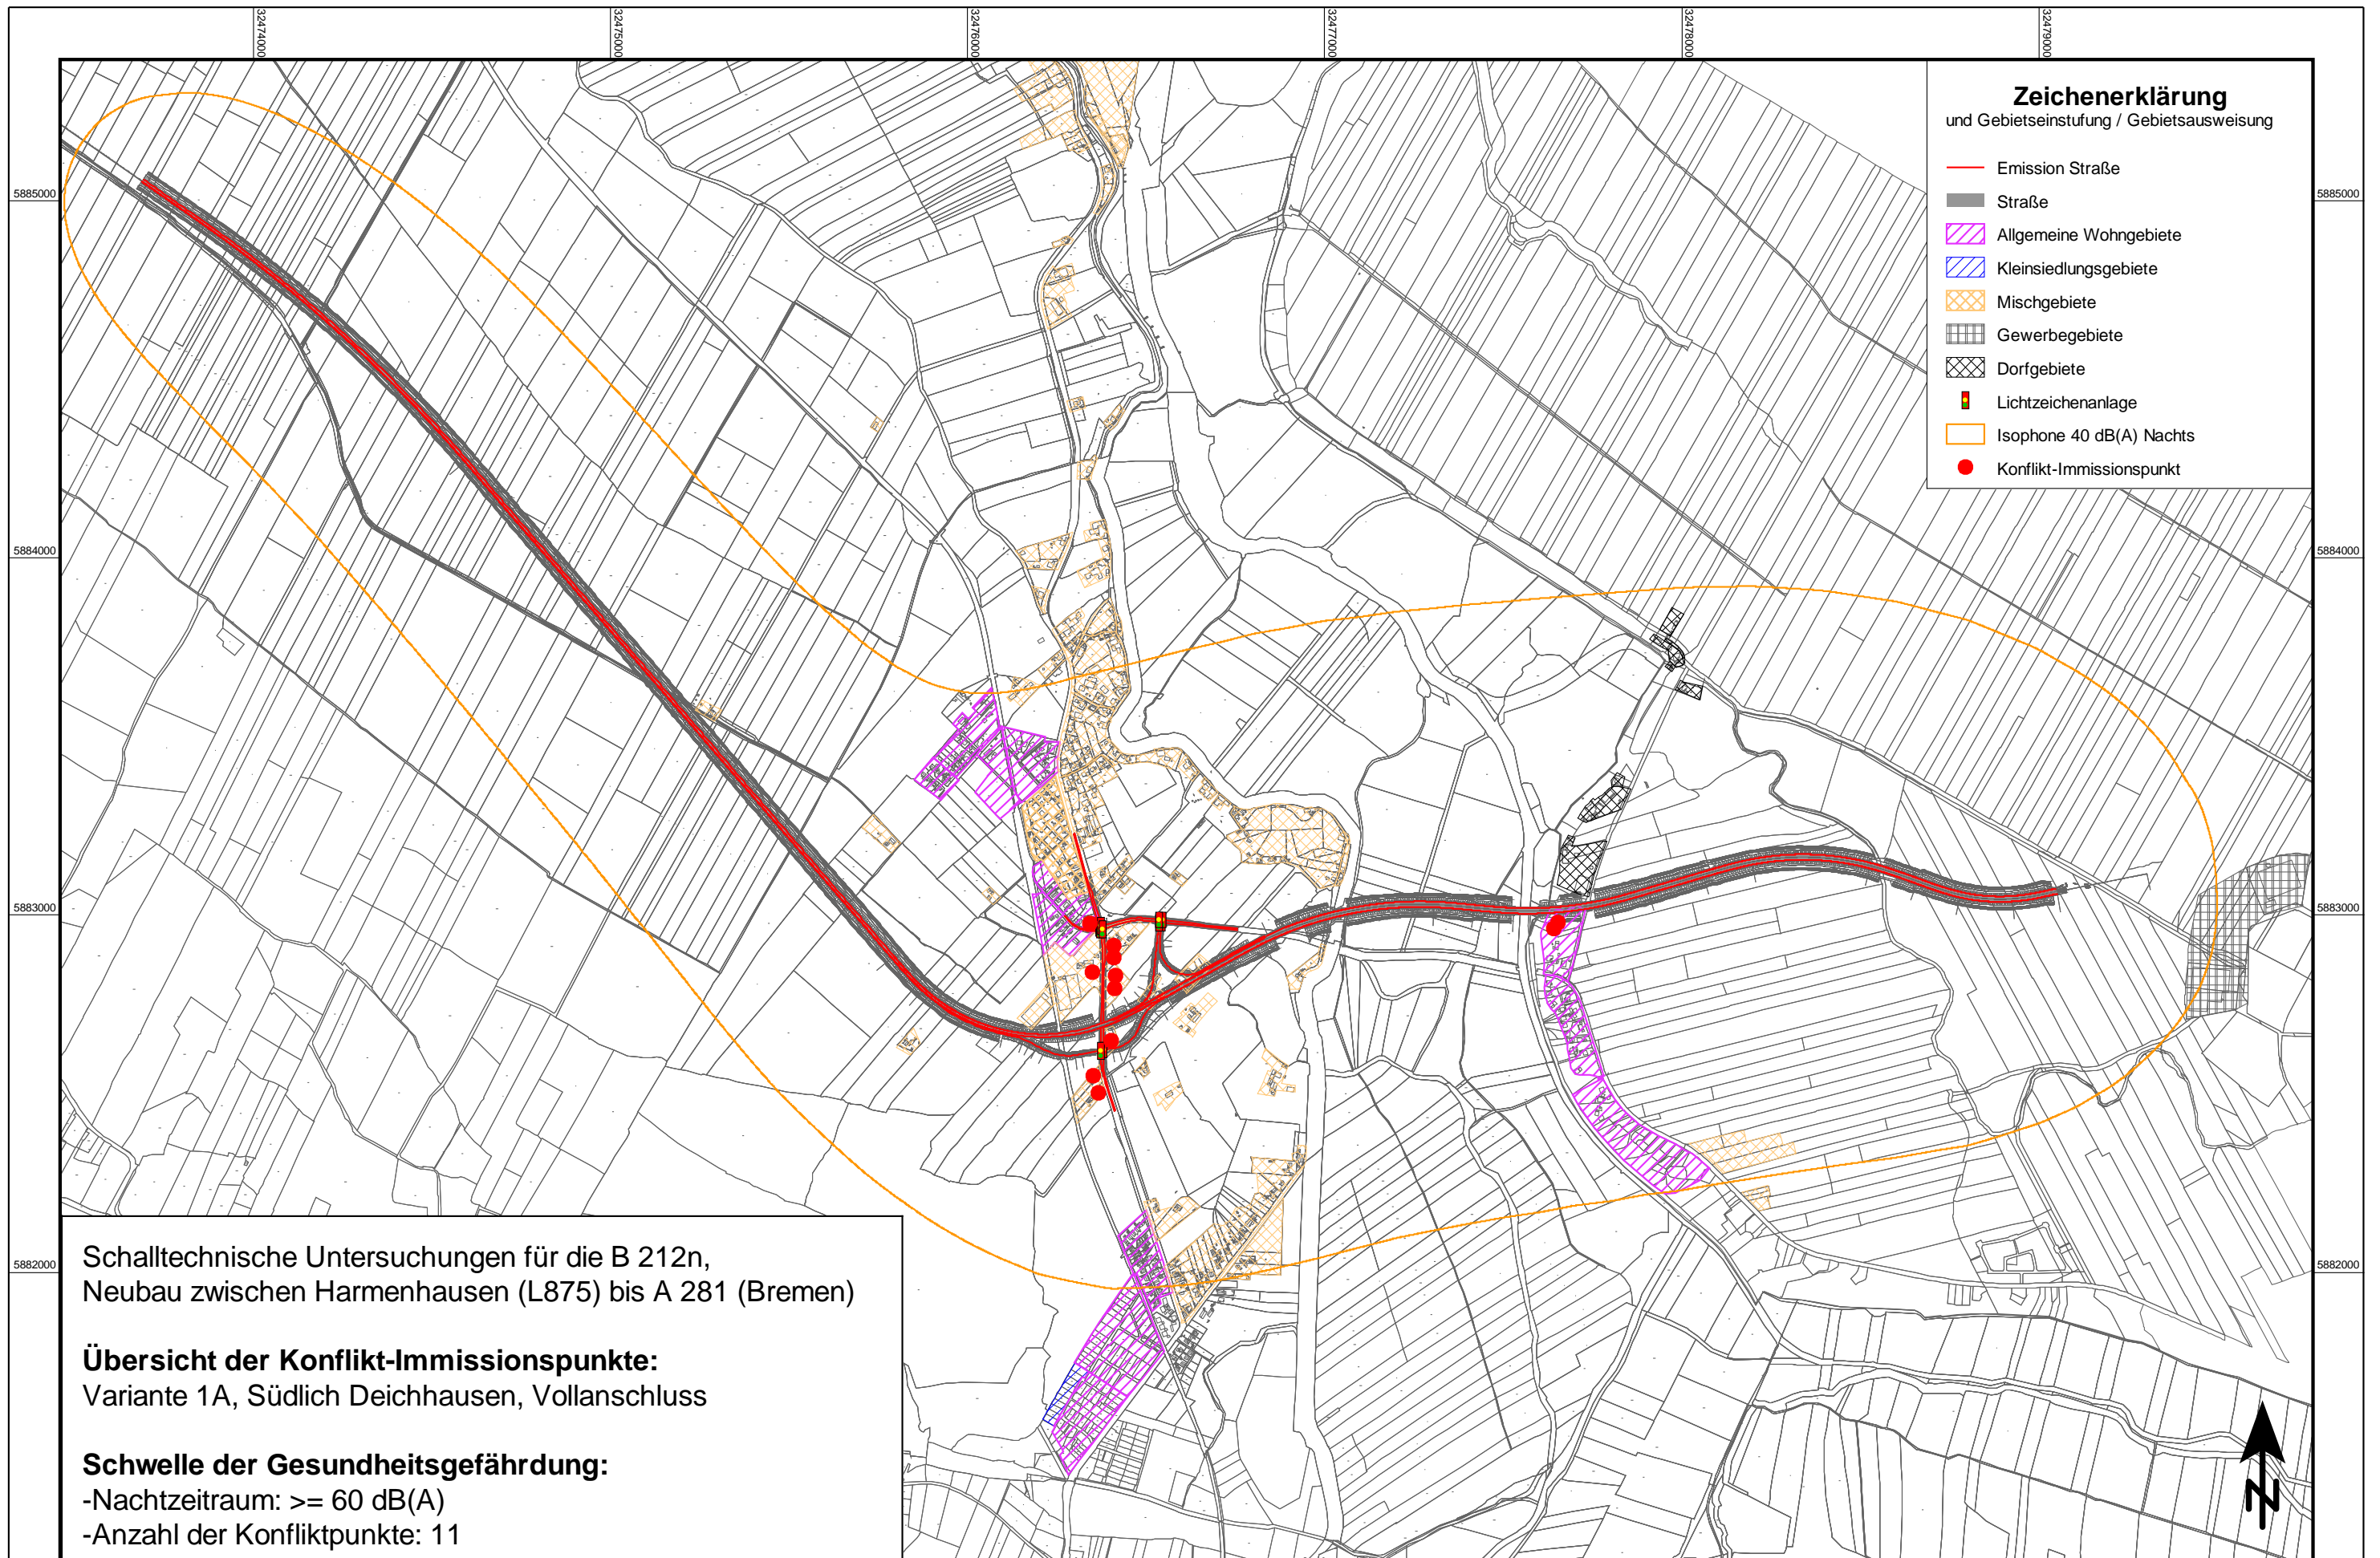 32474000
32475000
32476000
32477000
32478000
32479000
Zeichenerklärung
und Gebietseinstufung / Gebietsausweisung
Emission Straße
Straße
Allgemeine Wohngebiete
Kleinsiedlungsgebiete
Mischgebiete
Gewerbegebiete
Dorfgebiete
Lichtzeichenanlage
Isophone 40 dB(A) Nachts
Konflikt-Immissionspunkt
5885000
5885000
5884000
5884000
5883000
5883000
5882000
5882000
Schalltechnische Untersuchungen für die B 212n,
Neubau zwischen Harmenhausen (L875) bis A 281 (Bremen)
Übersicht der Konflikt-Immissionspunkte:
Variante 1A, Südlich Deichhausen, Vollanschluss
Schwelle der Gesundheitsgefährdung:
-Nachtzeitraum: >= 60 dB(A)
-Anzahl der Konfliktpunkte: 11
N